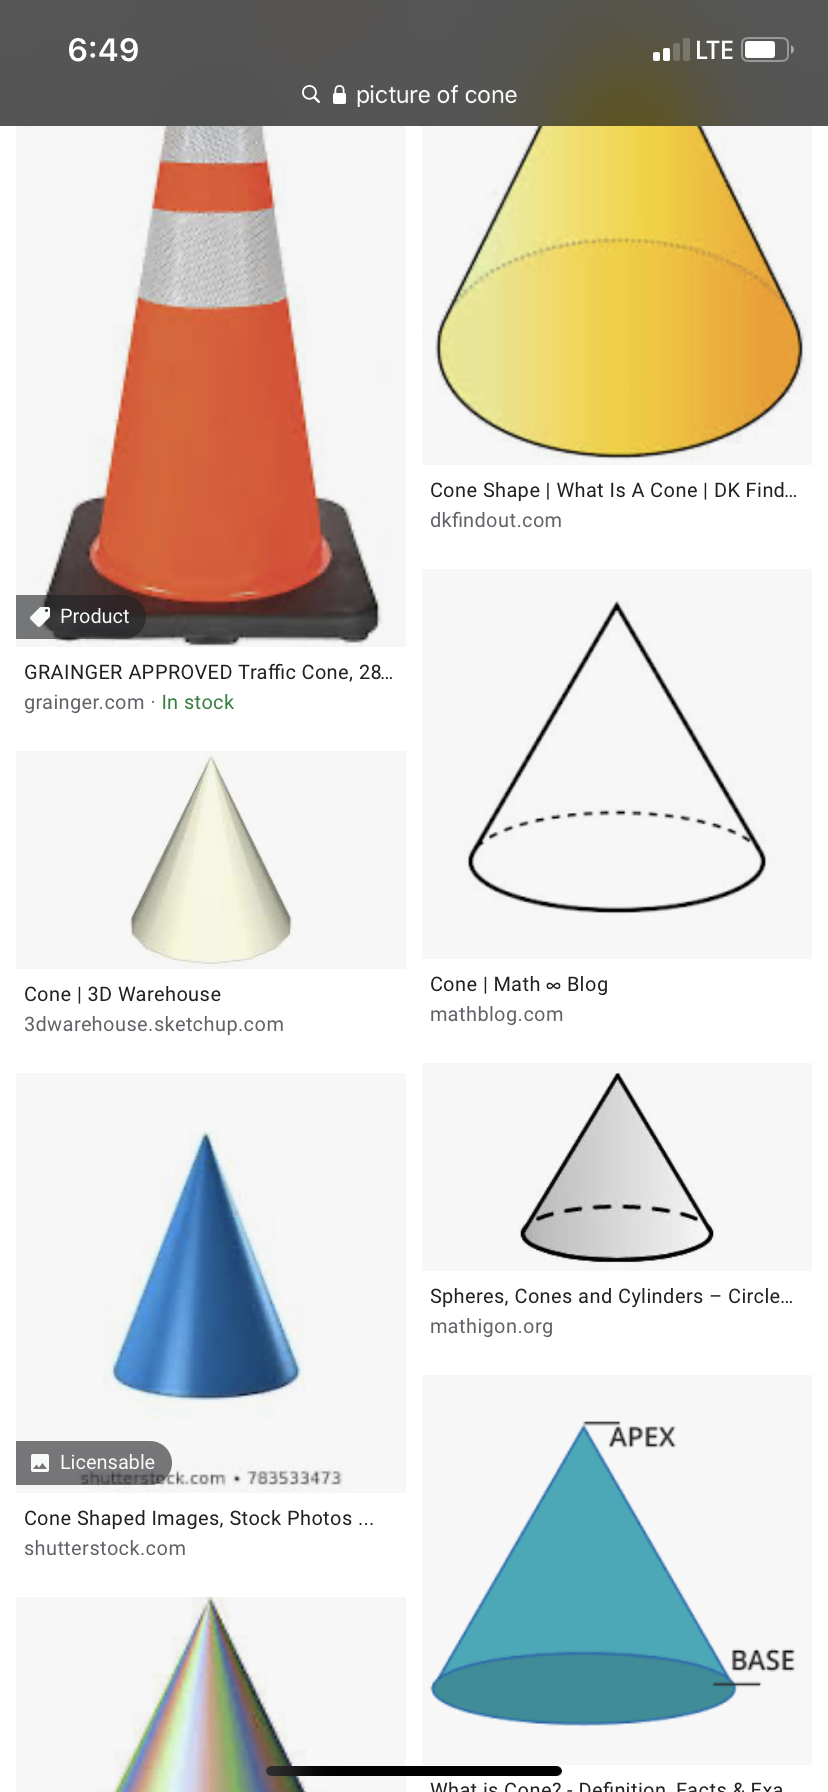 6:49
LTE
picture of cone
Product
GRAINGER APPROVED Traffic Cone, 28...
grainger.com · In stock
Cone Shape | What Is A Cone | DK Find...
dkfindout.com
Cone | 3D Warehouse
3dwarehouse.sketchup.com
Cone | Math ∞ Blog
mathblog.com
Licensable
shutterstock.com • 783533473
Cone Shaped Images, Stock Photos ...
shutterstock.com
Spheres, Cones and Cylinders – Circle...
mathigon.org
APEX
BASE
What is Cone? - Definition, Facts & Exa